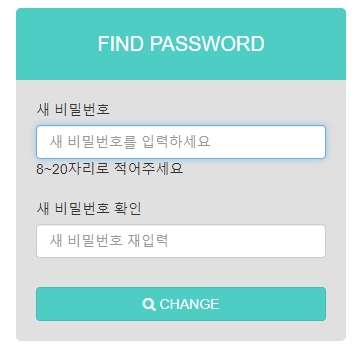 FIND PASSWORD
새 비밀번호
새 비밀번호를 입력하세요
8~20자리로 적어주세요
새 비밀번호 확인
새 비밀번호 재입력
CHANGE